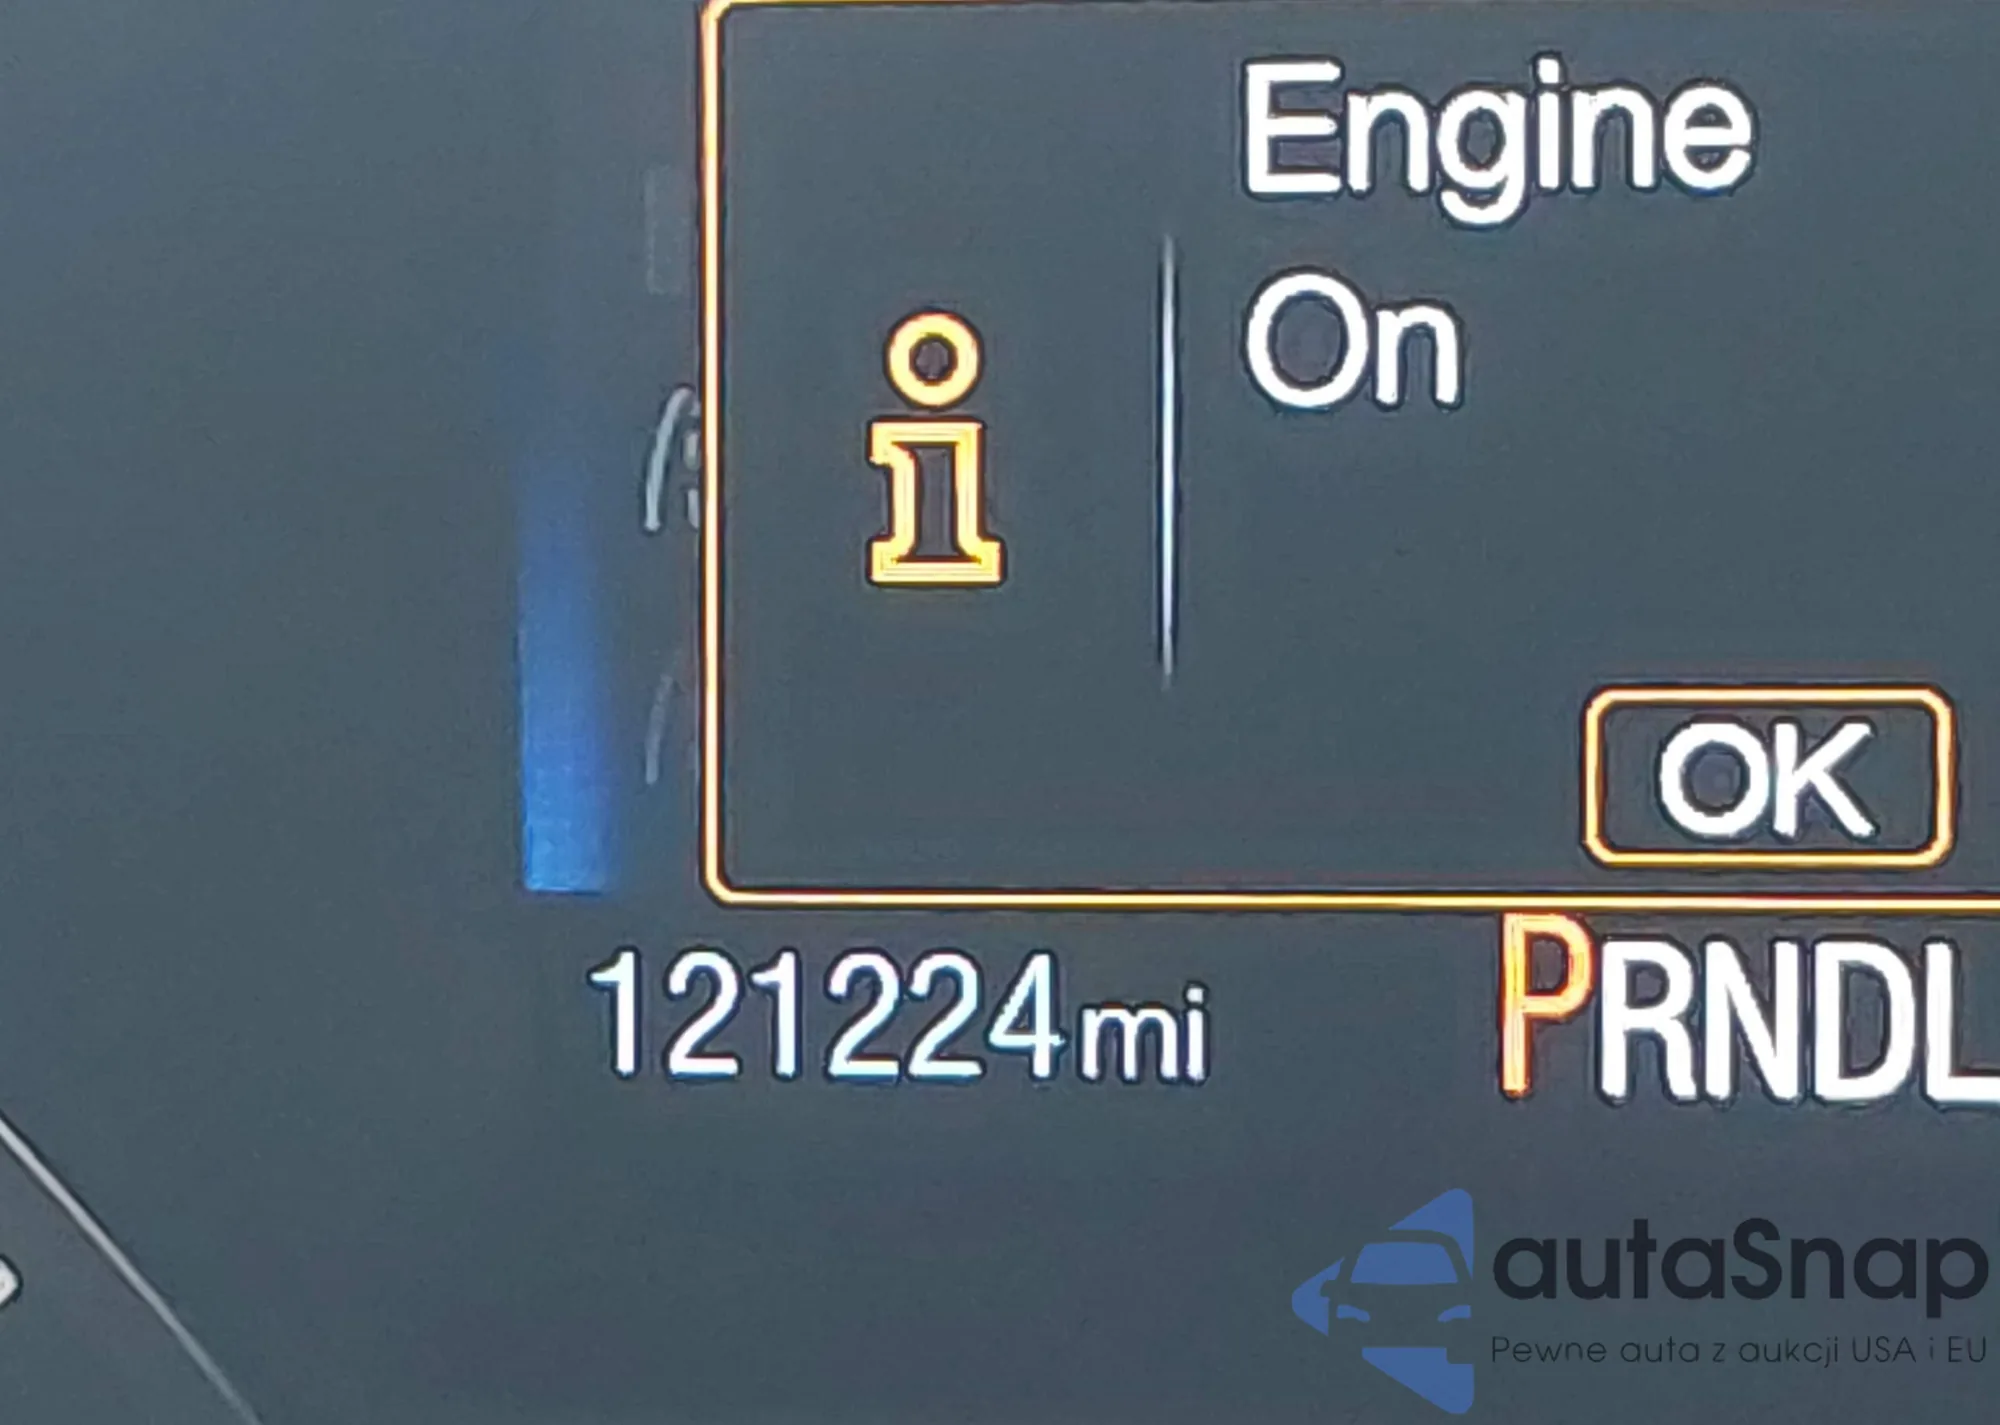 Engine
On
i
OK
121224mi
PRNDL
autaSnap
Pewne auta z aukcji USA i EU